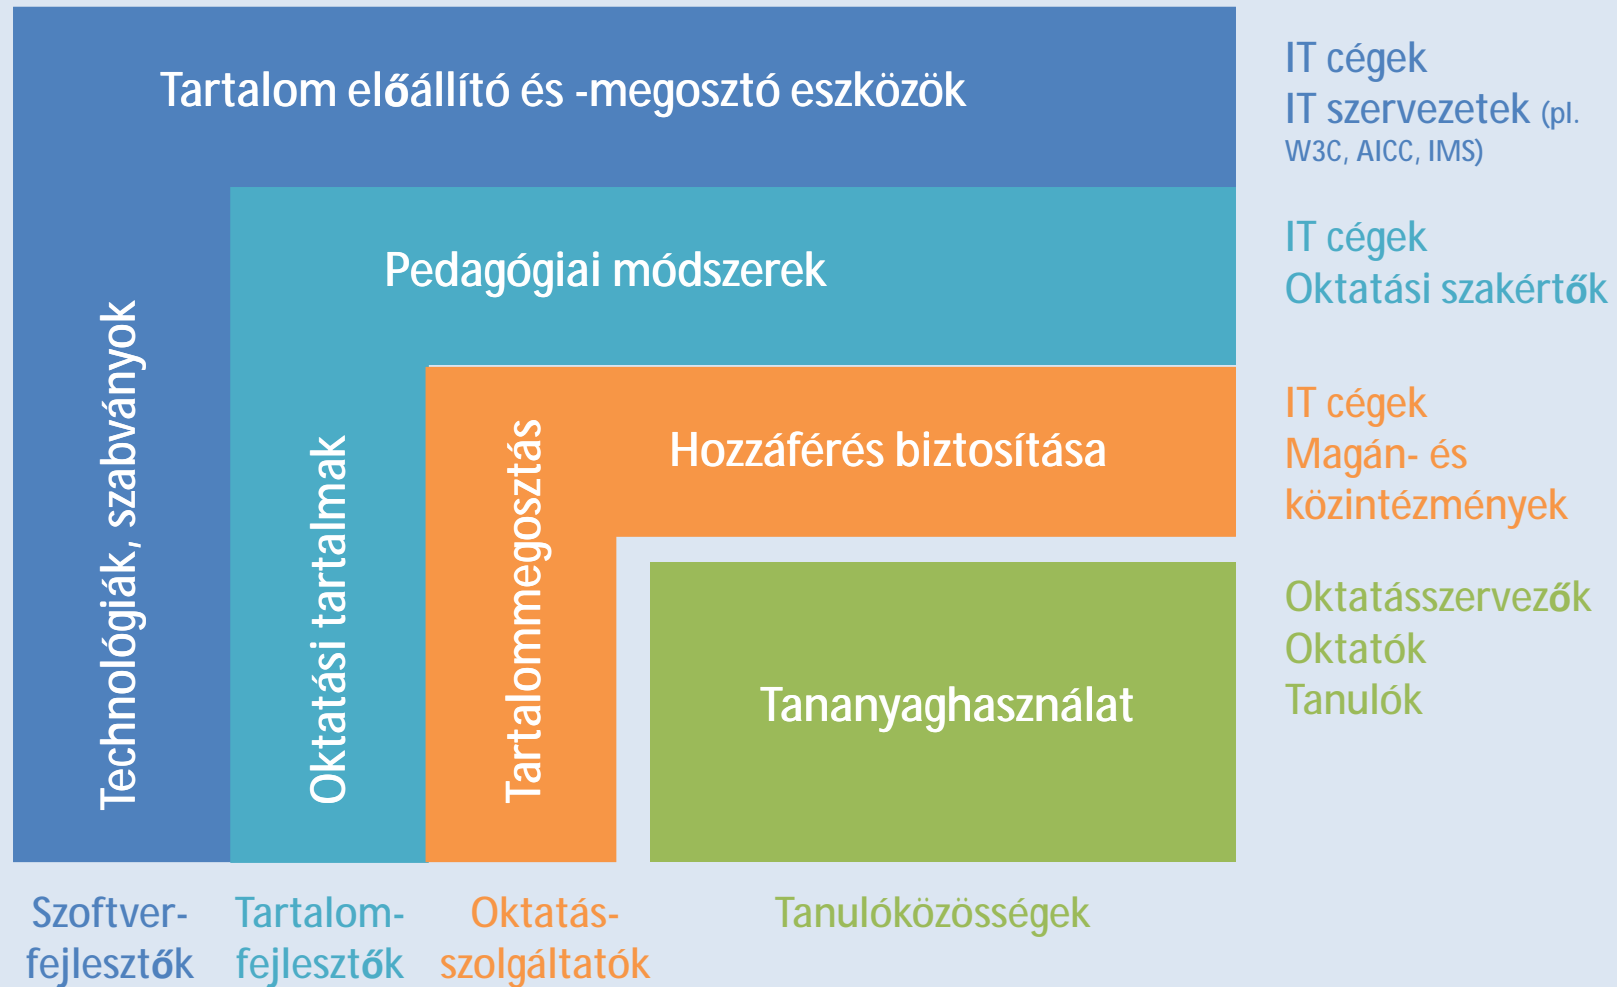 Tartalom előállító és -megosztó eszközök
IT cégek
IT szervezetek (pl.
W3C, AICC, IMS)
Pedagógiai módszerek
IT cégek
Oktatási szakértők
Hozzáférés biztosítása
IT cégek
Magán- és
közintézmények
Technológiák, szabványok
Oktatási tartalmak
Tartalommegosztás
Tananyaghasználat
Oktatásszervezők
Oktatók
Tanulók
Szoftver-
fejlesztők
Tartalom-
fejlesztők
Oktatás-
szolgáltatók
Tanulóközösségek